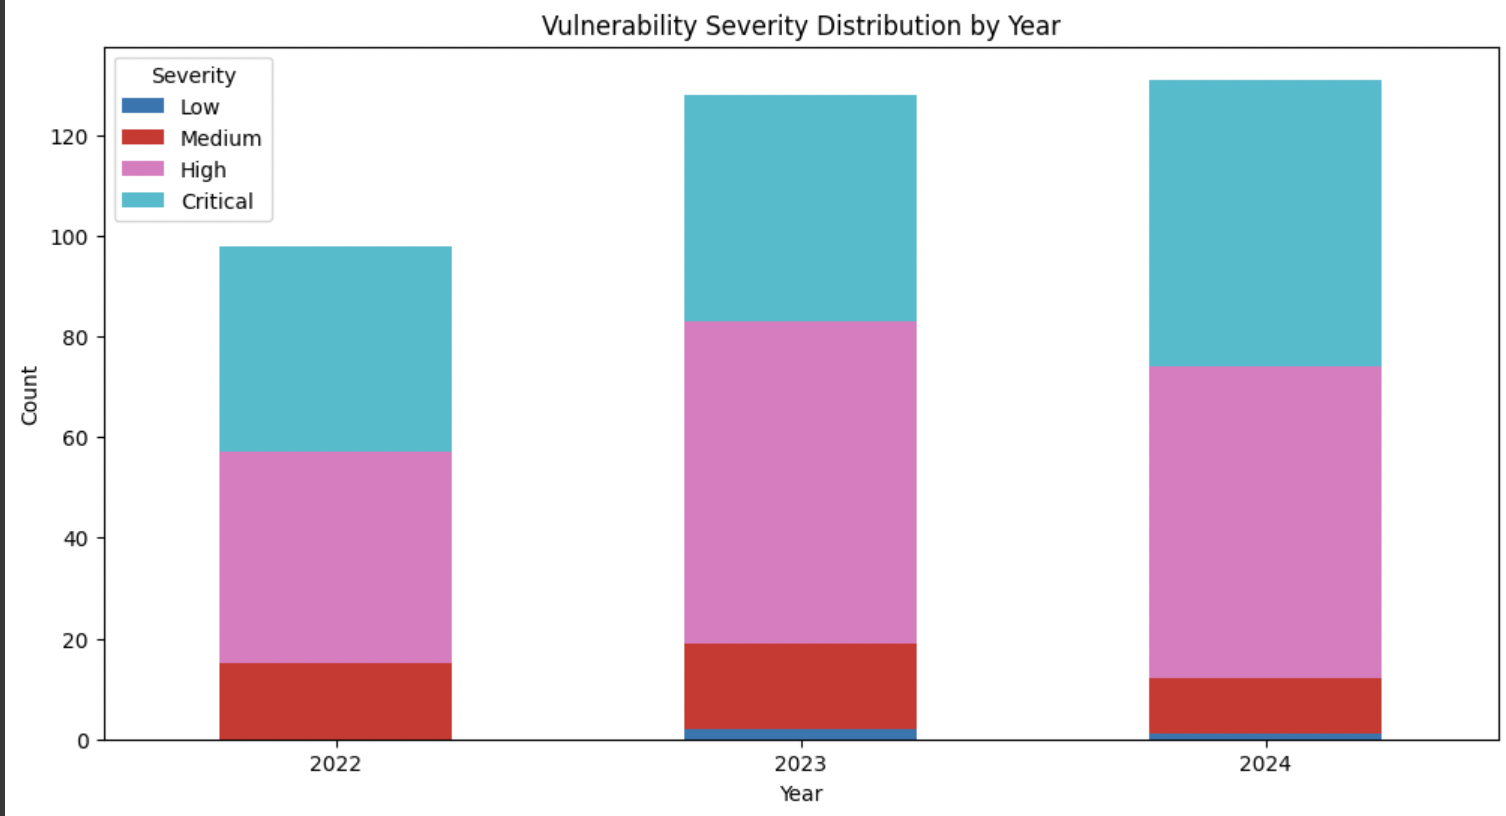 Vulnerability Severity Distribution by Year
Severity
Low
Medium
High
Critical
120
100
80
60
40
20
0
Count
2022
2023
2024
Year